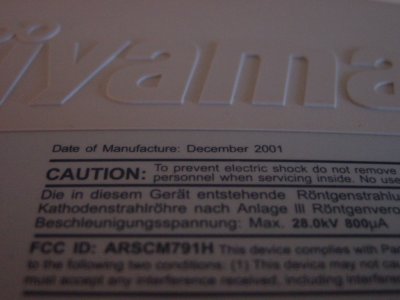 iiyama
Date of Manufacture: December 2001
CAUTION: To prevent electric shock do not remove
personnel when servicing inside. No use
Die in diesem Gerät entstehende Röntgenstrahlu
Kathodenstrahlröhre nach Anlage III Röntgenvero
Beschleunigungsspannung: Max. 28.0kV 800µA
FCC ID: ARSCM791H This device complies with Pa
to the following two conditions: (1) This device may not ca
must accept any interference received, including interferen